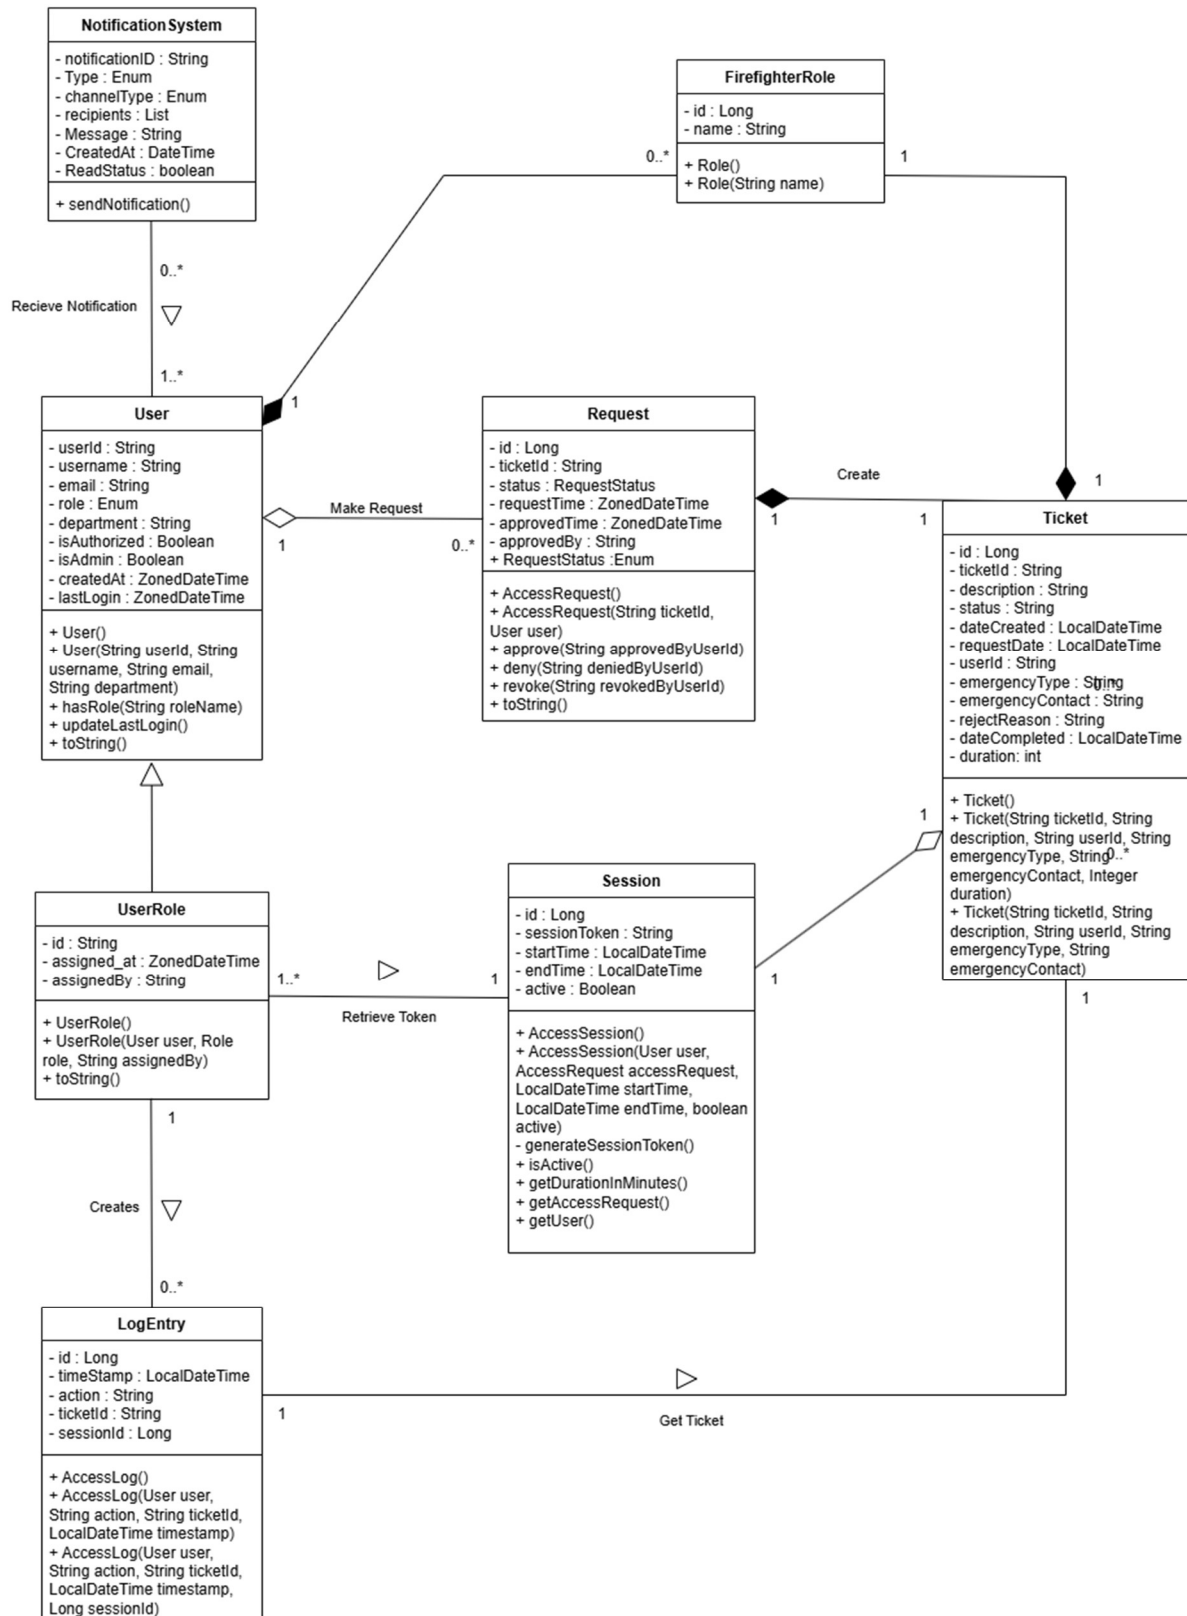 NotificationSystem
- notificationID : String
- Type : Enum
- channelType : Enum
- recipients : List
- Message : String
- CreatedAt : DateTime
- ReadStatus : boolean
+ sendNotification()
0..*
Recieve Notification
1..*
FirefighterRole
- id : Long
- name : String
+ Role()
+ Role(String name)
0..*
1
User
- userId : String
- username : String
- email : String
- role : Enum
- department : String
- isAuthorized : Boolean
- isAdmin : Boolean
- createdAt : ZonedDateTime
- lastLogin : ZonedDateTime
+ User()
+ User(String userId, String
username, String email,
String department)
+ hasRole(String roleName)
+ updateLastLogin()
+ toString()
1
Make Request
1
0..*
Request
- id : Long
- ticketId : String
- status : RequestStatus
- requestTime : ZonedDateTime
- approvedTime : ZonedDateTime
- approvedBy : String
+ RequestStatus :Enum
+ AccessRequest()
+ AccessRequest(String ticketId,
User user)
+ approve(String approvedByUserId)
+ deny(String deniedByUserId)
+ revoke(String revokedByUserId)
+ toString()
Create
1
1
1
Ticket
- id : Long
- ticketId : String
- description : String
- status : String
- dateCreated : LocalDateTime
- requestDate : LocalDateTime
- userId : String
- emergencyType : String
0..*
- emergencyContact : String
- rejectReason : String
- dateCompleted : LocalDateTime
- duration: int
+ Ticket()
+ Ticket(String ticketId, String
description, String userId, String
emergencyType, String
0..*
emergencyContact, Integer
duration)
+ Ticket(String ticketId, String
description, String userId, String
emergencyType, String
emergencyContact)
1
1
UserRole
- id : String
- assigned_at : ZonedDateTime
- assignedBy : String
+ UserRole()
+ UserRole(User user, Role
role, String assignedBy)
+ toString()
1..*
1
Retrieve Token
Session
- id : Long
- sessionToken : String
- startTime : LocalDateTime
- endTime : LocalDateTime
- active : Boolean
+ AccessSession()
+ AccessSession(User user,
AccessRequest accessRequest,
LocalDateTime startTime,
LocalDateTime endTime, boolean
active)
- generateSessionToken()
+ isActive()
+ getDurationInMinutes()
+ getAccessRequest()
+ getUser()
1
1
Creates
0..*
LogEntry
- id : Long
- timeStamp : LocalDateTime
- action : String
- ticketId : String
- sessionId : Long
+ AccessLog()
+ AccessLog(User user,
String action, String ticketId,
LocalDateTime timestamp)
+ AccessLog(User user,
String action, String ticketId,
LocalDateTime timestamp,
Long sessionId)
1
Get Ticket